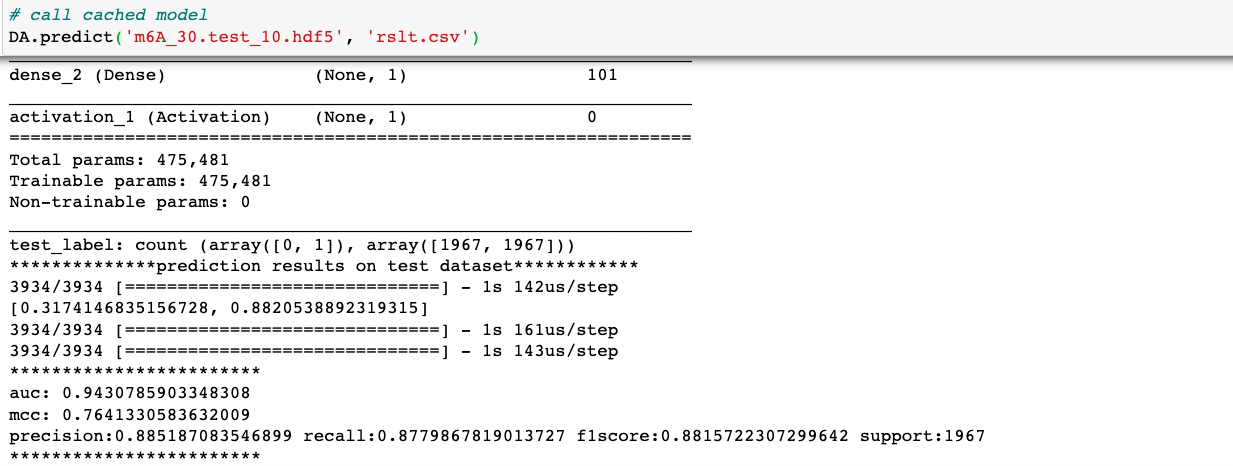 # call cached model
DA.predict('m6A_30.test_10.hdf5', 'rslt.csv')
dense_2 (Dense) (None, 1) 101
activation_1 (Activation) (None, 1) 0
=================================================================
Total params: 475,481
Trainable params: 475,481
Non-trainable params: 0
_________________________________________________________________
test_label: count (array([0, 1]), array([1967, 1967]))
**************prediction results on test dataset************
3934/3934 [==============================] - 1s 142us/step
[0.3174146835156728, 0.8820538892319315]
3934/3934 [==============================] - 1s 161us/step
3934/3934 [==============================] - 1s 143us/step
************************
auc: 0.9430785903348308
mcc: 0.7641330583632009
precision:0.885187083546899 recall:0.8779867819013727 f1score:0.8815722307299642 support:1967
************************